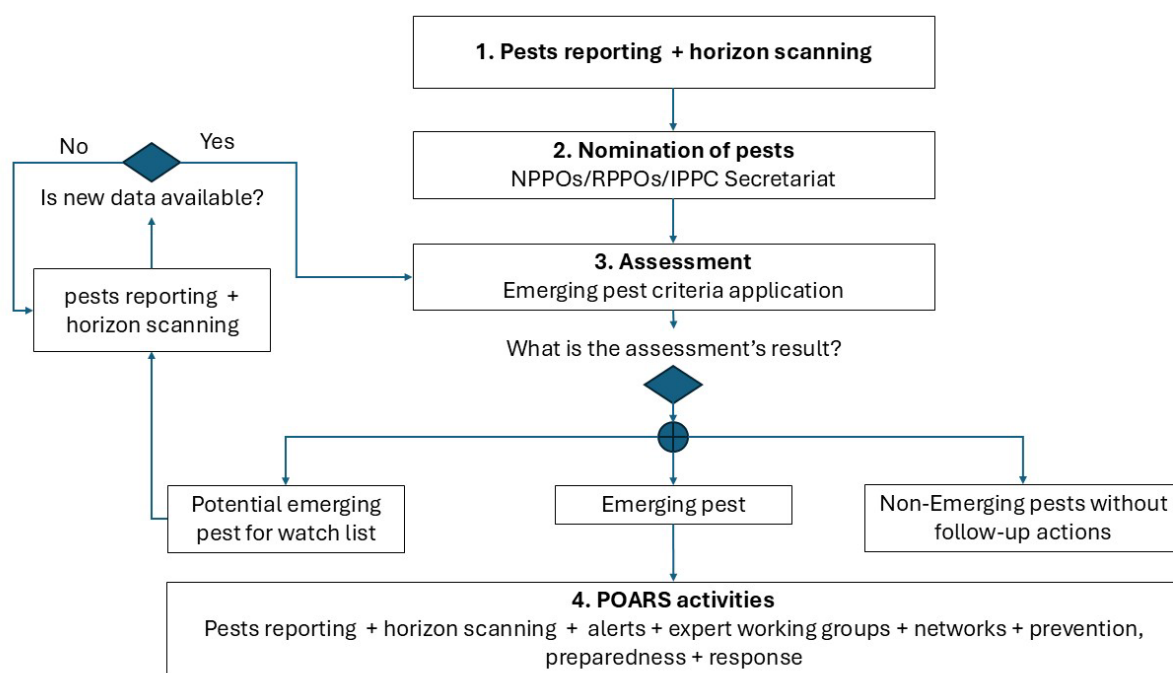 1. Pests reporting + horizon scanning
No
Yes
2. Nomination of pests
NPPOs/RPPOs/IPPC Secretariat
Is new data available?
3. Assessment
Emerging pest criteria application
pests reporting +
horizon scanning
What is the assessment's result?
Potential emerging
pest for watch list
Emerging pest
Non-Emerging pests without
follow-up actions
4. POARS activities
Pests reporting + horizon scanning + alerts + expert working groups + networks + prevention,
preparedness + response